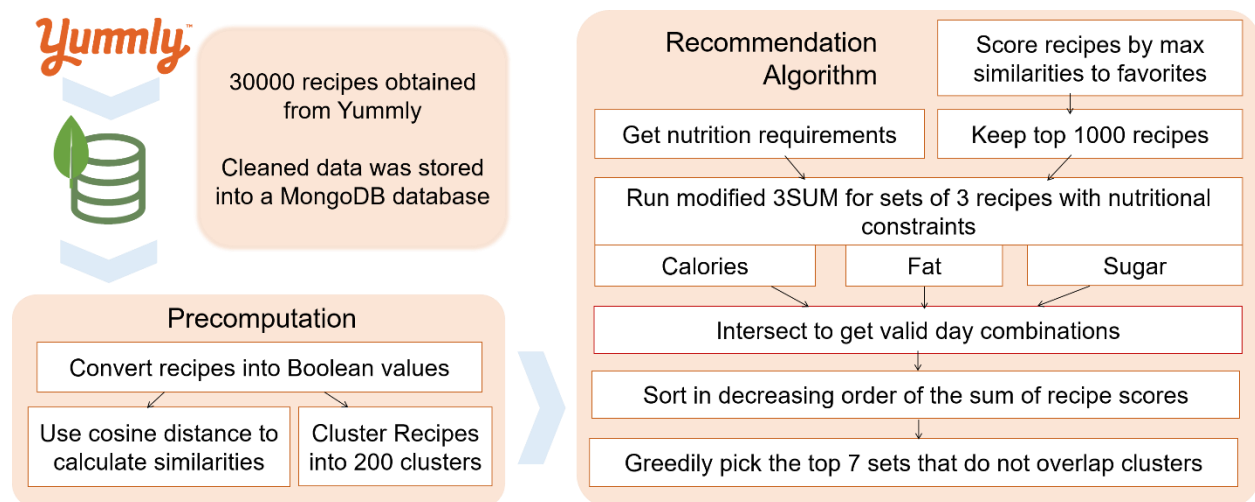 Yummly™
30000 recipes obtained
from Yummly
Cleaned data was stored
into a MongoDB database
Precomputation
Convert recipes into Boolean values
Use cosine distance to
calculate similarities
Cluster Recipes
into 200 clusters
Recommendation
Algorithm
Score recipes by max
similarities to favorites
Get nutrition requirements
Keep top 1000 recipes
Run modified 3SUM for sets of 3 recipes with nutritional
constraints
Calories
Fat
Sugar
Intersect to get valid day combinations
Sort in decreasing order of the sum of recipe scores
Greedily pick the top 7 sets that do not overlap clusters